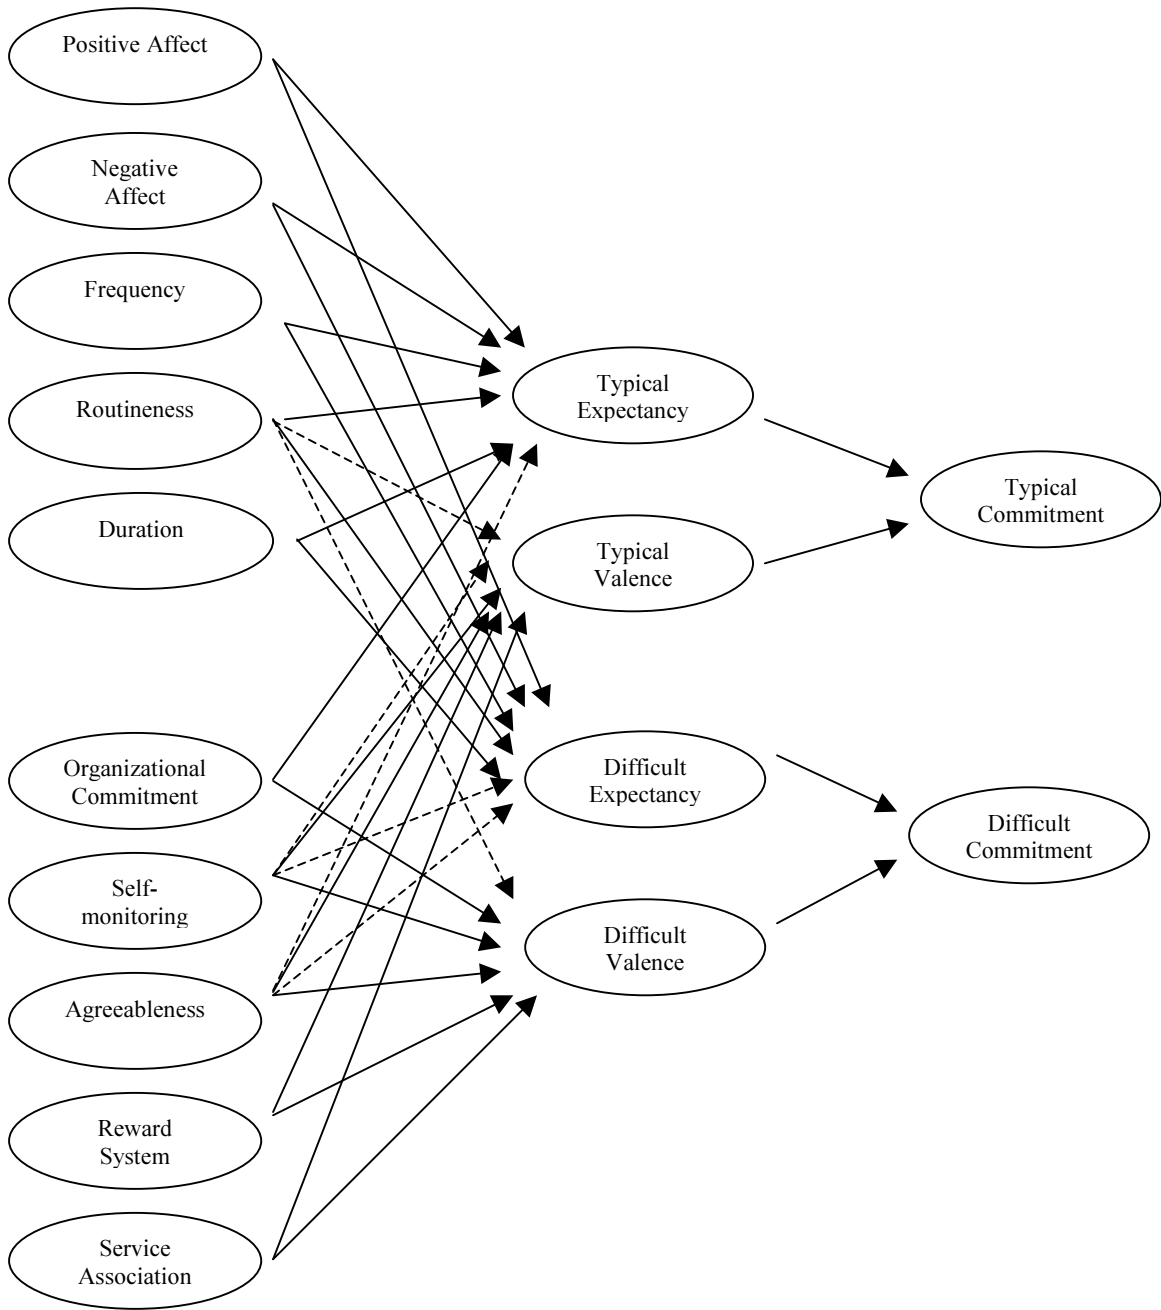 Positive Affect
Negative
Affect
Frequency
Routineness
Duration
Organizational
Commitment
Self-
monitoring
Agreeableness
Reward
System
Service
Association
Typical
Expectancy
Typical
Valence
Difficult
Expectancy
Difficult
Valence
Typical
Commitment
Difficult
Commitment